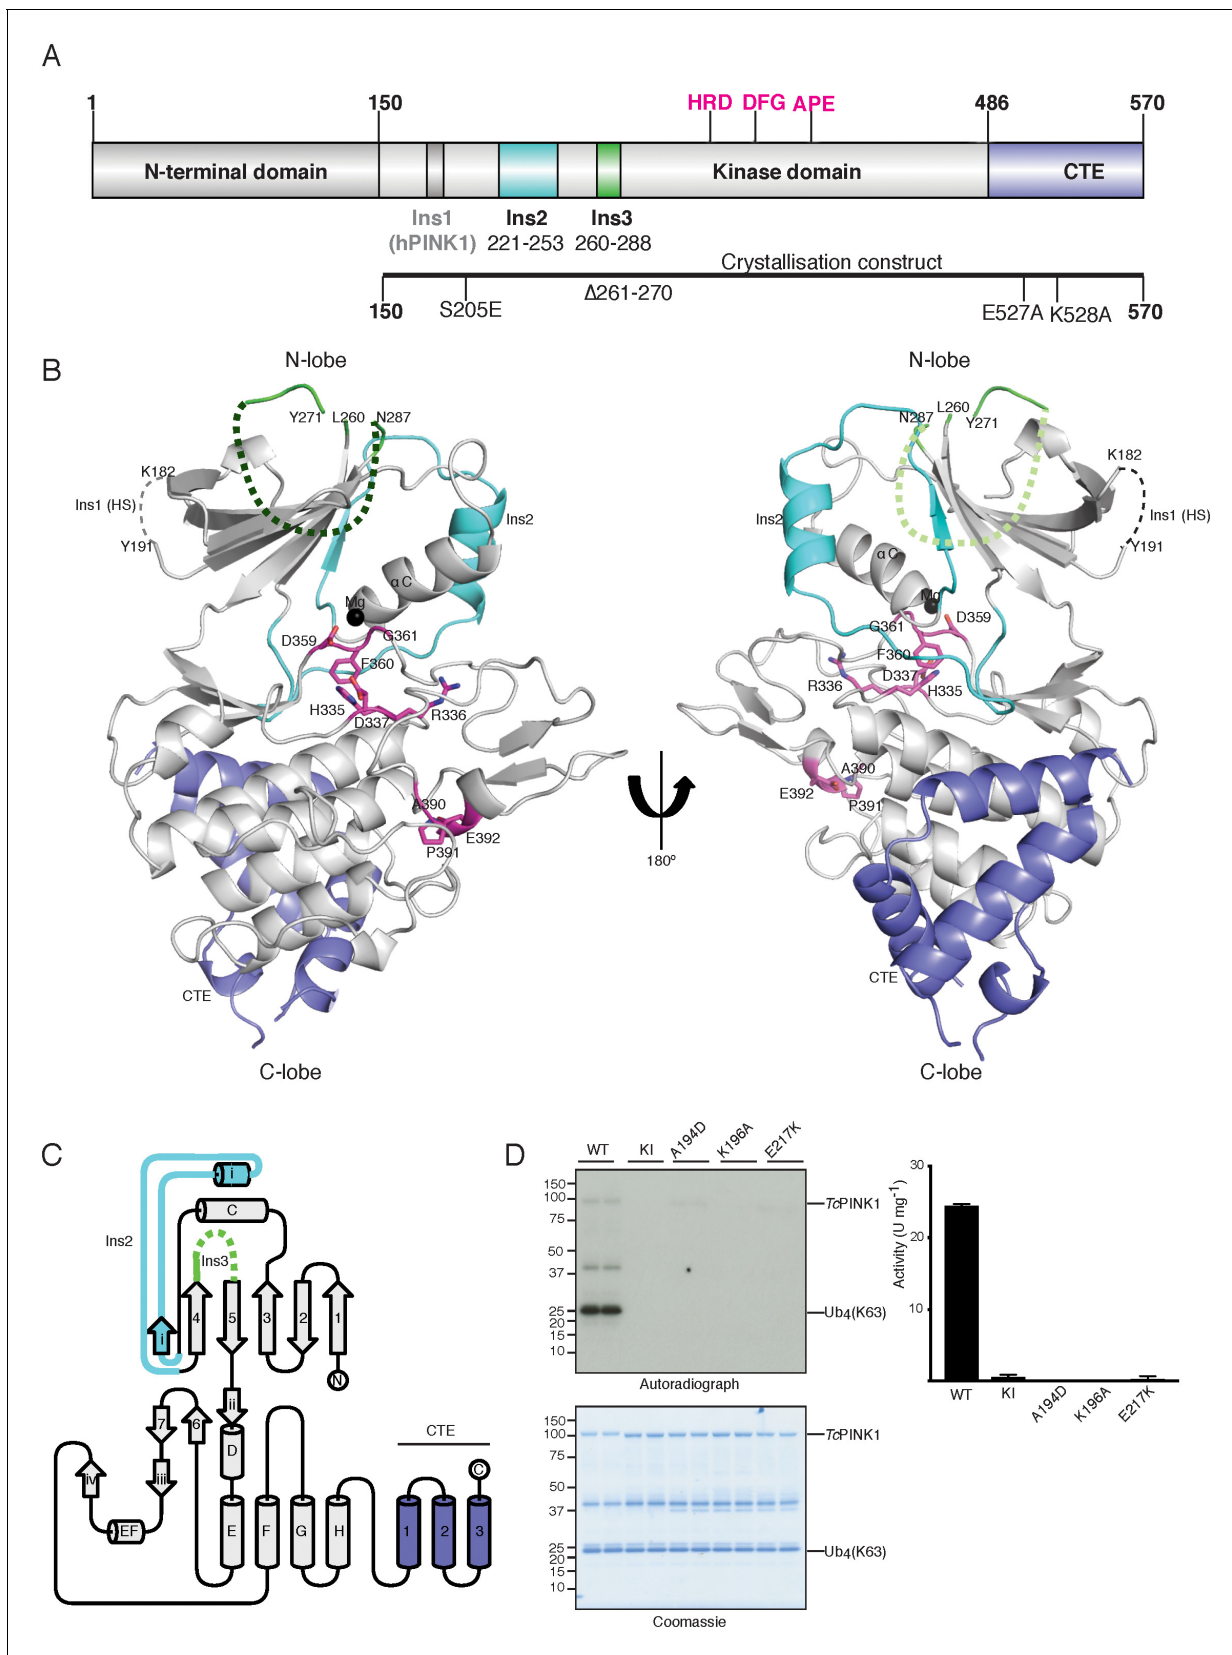 A
1 150 HRD DFG APE 486 570
N-terminal domain Kinase domain CTE
Ins1 Ins2 Ins3
(hPINK1) 221-253 260-288
Crystallisation construct
150 S205E Δ261-270 E527A K528A 570
B
N-lobe
Y271 L260 N287
K182
Ins1 (HS)
Y191
Ins2
αC
Mg
D359 G361
F360
H335 D337 R336
A390
E392
P391
CTE
C-lobe
180º
N-lobe
N287 L260 Y271
K182
Ins1 (HS)
Y191
Ins2
αC
Mg
G361 D359
F360
R336 D337 H335
A390
E392 P391
CTE
C-lobe
C
i
C
Ins2
Ins3
i 4 5 3 2 1
N
ii
7 6
D
iv iii
EF
E F G H
CTE
C
1 2 3
D
WT KI A194D K196A E217K
150
100
75
50
37
25
20
15
10
TcPINK1
Ub4(K63)
Autoradiograph
150
100
75
50
37
25
20
15
10
TcPINK1
Ub4(K63)
Coomassie
Activity (U mg-1)
30
20
10
WT KI A194D K196A E217K